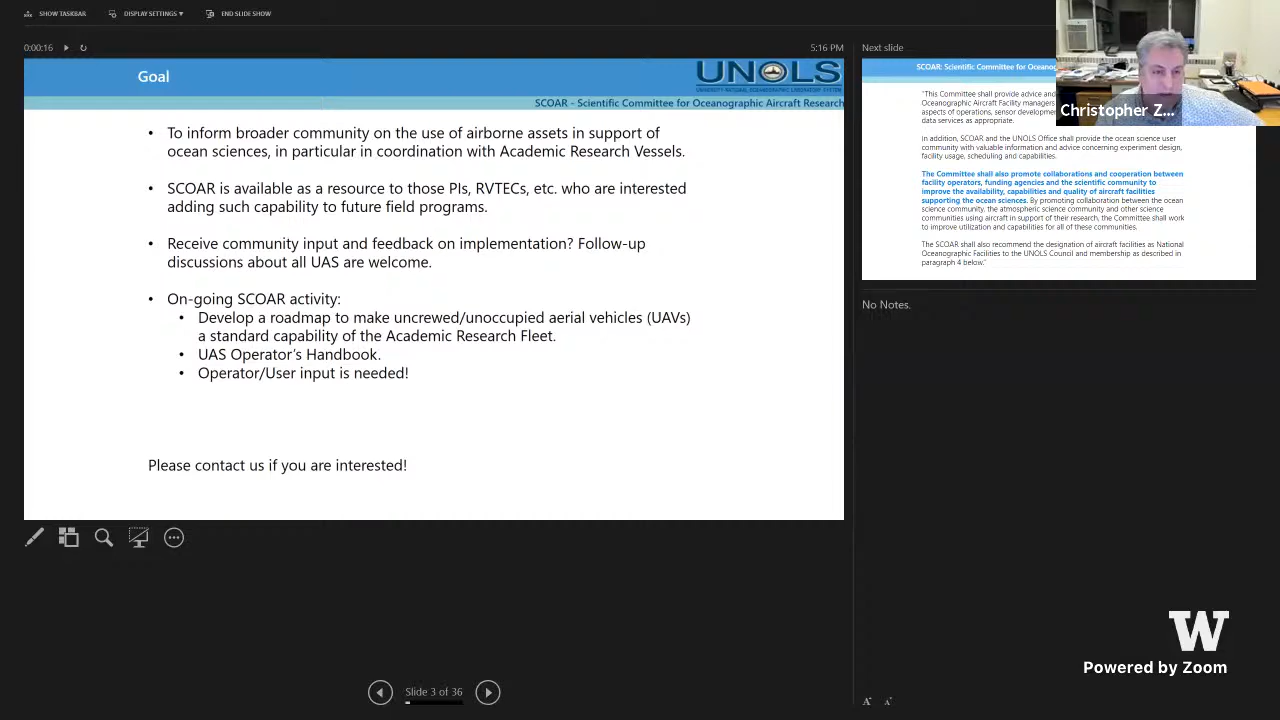 SHOW TASKBAR
DISPLAY SETTINGS ▾
END SLIDE SHOW
0:00:16
5:16 PM
Goal
UNOLS
UNIVERSITY-NATIONAL OCEANOGRAPHIC LABORATORY SYSTEM
SCOAR - Scientific Committee for Oceanographic Aircraft Research
• To inform broader community on the use of airborne assets in support of
ocean sciences, in particular in coordination with Academic Research Vessels.
• SCOAR is available as a resource to those PIs, RVTECs, etc. who are interested
adding such capability to future field programs.
• Receive community input and feedback on implementation? Follow-up
discussions about all UAS are welcome.
• On-going SCOAR activity:
• Develop a roadmap to make uncrewed/unoccupied aerial vehicles (UAVs)
a standard capability of the Academic Research Fleet.
• UAS Operator's Handbook.
• Operator/User input is needed!
Please contact us if you are interested!
Slide 3 of 36
Next slide
SCOAR: Scientific Committee for Oceanog
"This Committee shall provide advice and
Oceanographic Aircraft Facility managers
aspects of operations, sensor developmen
data services as appropriate.
In addition, SCOAR and the UNOLS Office shall provide the ocean science user
community with valuable information and advice concerning experiment design,
facility usage, scheduling and capabilities.
The Committee shall also promote collaborations and cooperation between
facility operators, funding agencies and the scientific community to
improve the availability, capabilities and quality of aircraft facilities
supporting the ocean sciences. By promoting collaboration between the ocean
science community, the atmospheric science community and other science
communities using aircraft in support of their research, the Committee shall work
to improve utilization and capabilities for all of these communities.
The SCOAR shall also recommend the designation of aircraft facilities as National
Oceanographic Facilities to the UNOLS Council and membership as described in
paragraph 4 below."
Christopher Z...
No Notes.
W
Powered by Zoom
A A